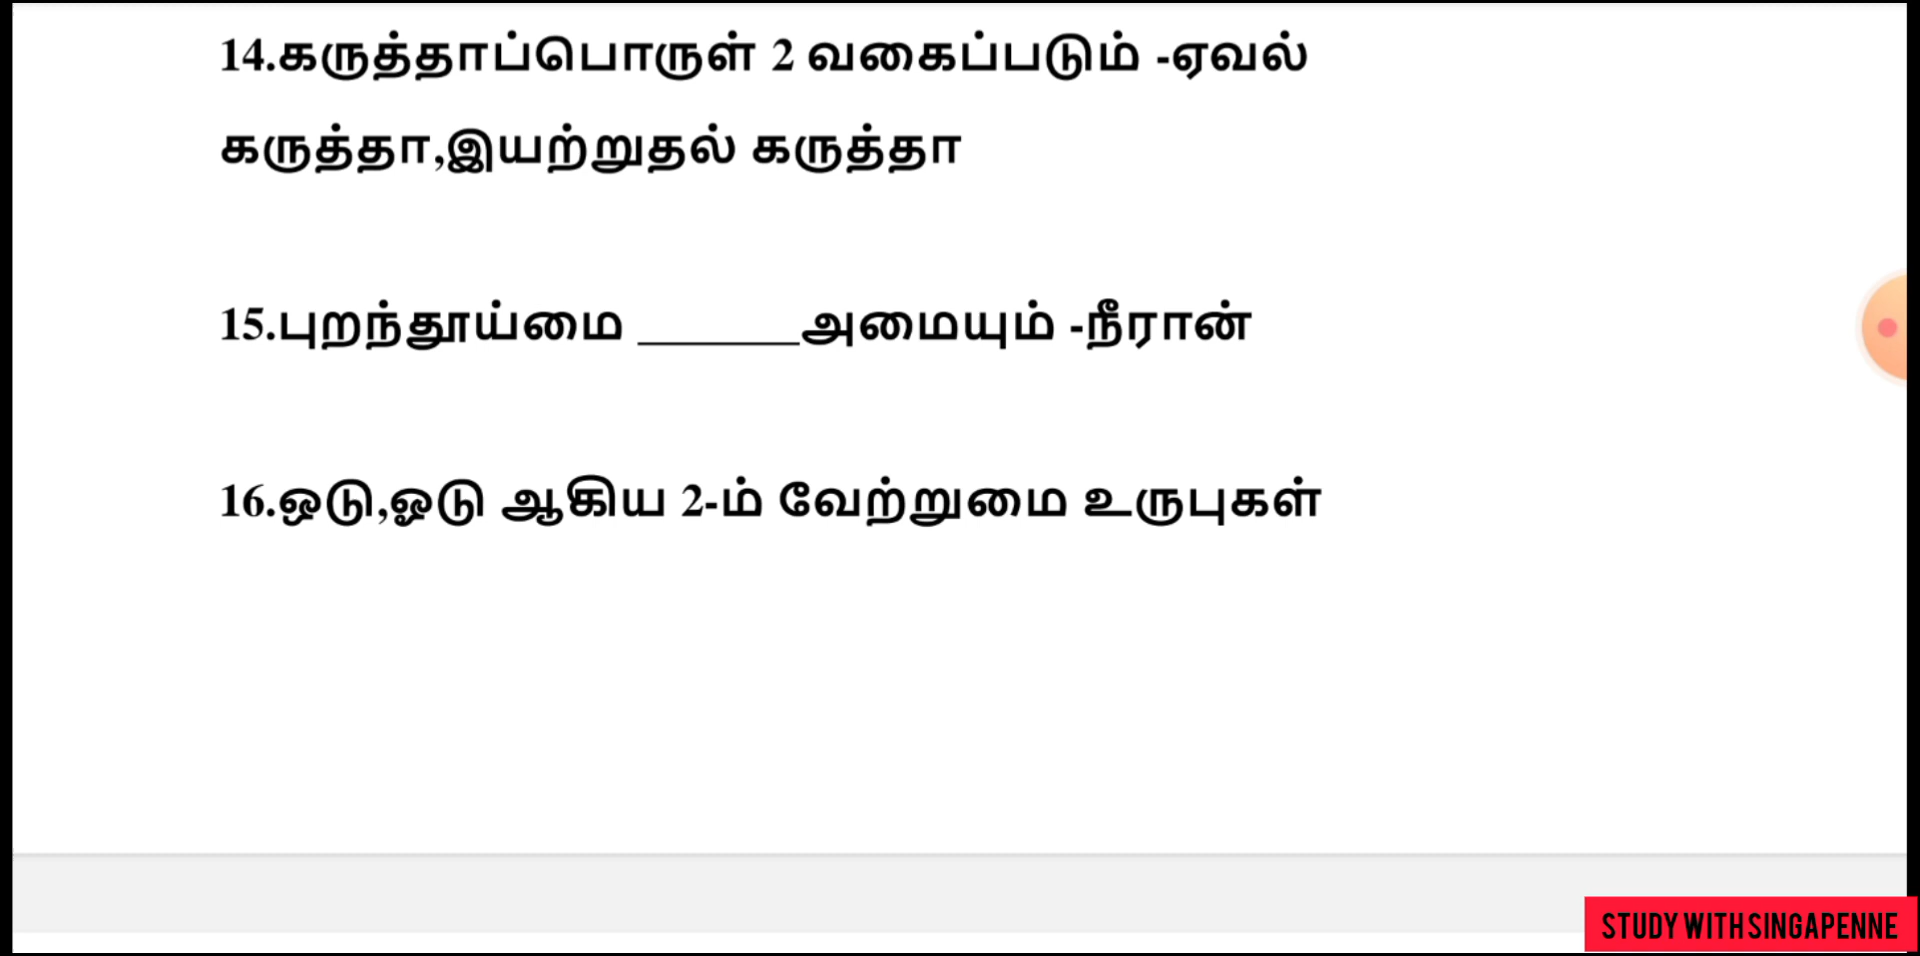 14.கருத்தாப்பொருள் 2 வகைப்படும் -ஏவல்
கருத்தா,இயற்றுதல் கருத்தா
15.புறந்தூய்மை ______அமையும் -நீரான்
16.ஒடு,ஓடு ஆகிய 2-ம் வேற்றுமை உருபுகள்
STUDY WITH SINGAPENNE